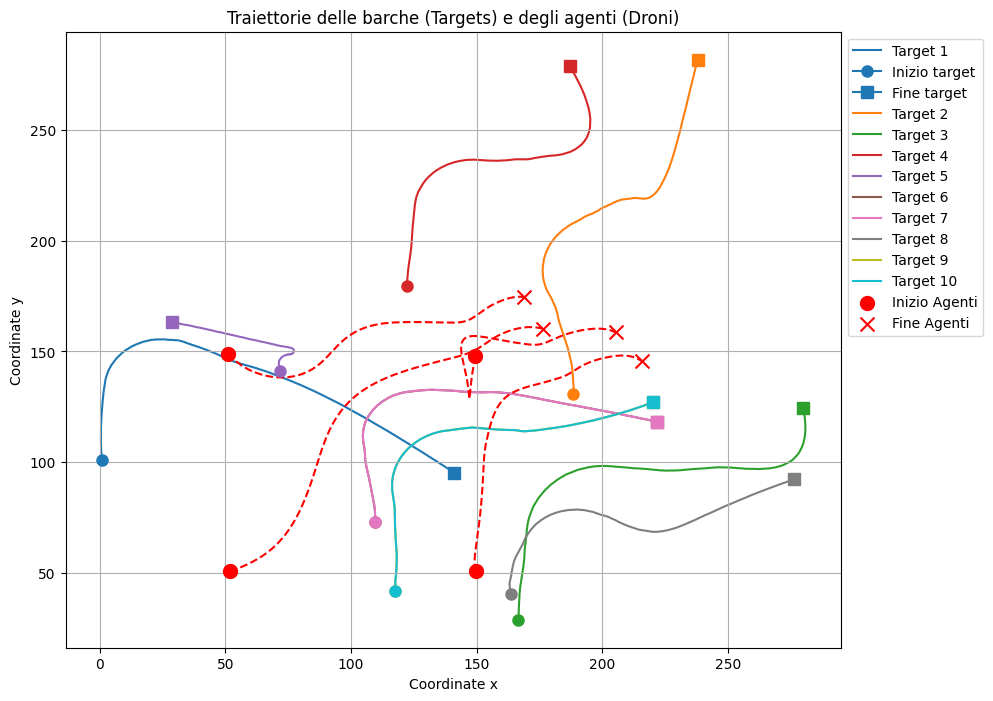 Traiettorie delle barche (Targets) e degli agenti (Droni)
250
200
150
100
50
Coordinate y
0
50
100
150
200
250
Coordinate x
Target 1
Inizio target
Fine target
Target 2
Target 3
Target 4
Target 5
Target 6
Target 7
Target 8
Target 9
Target 10
Inizio Agenti
Fine Agenti